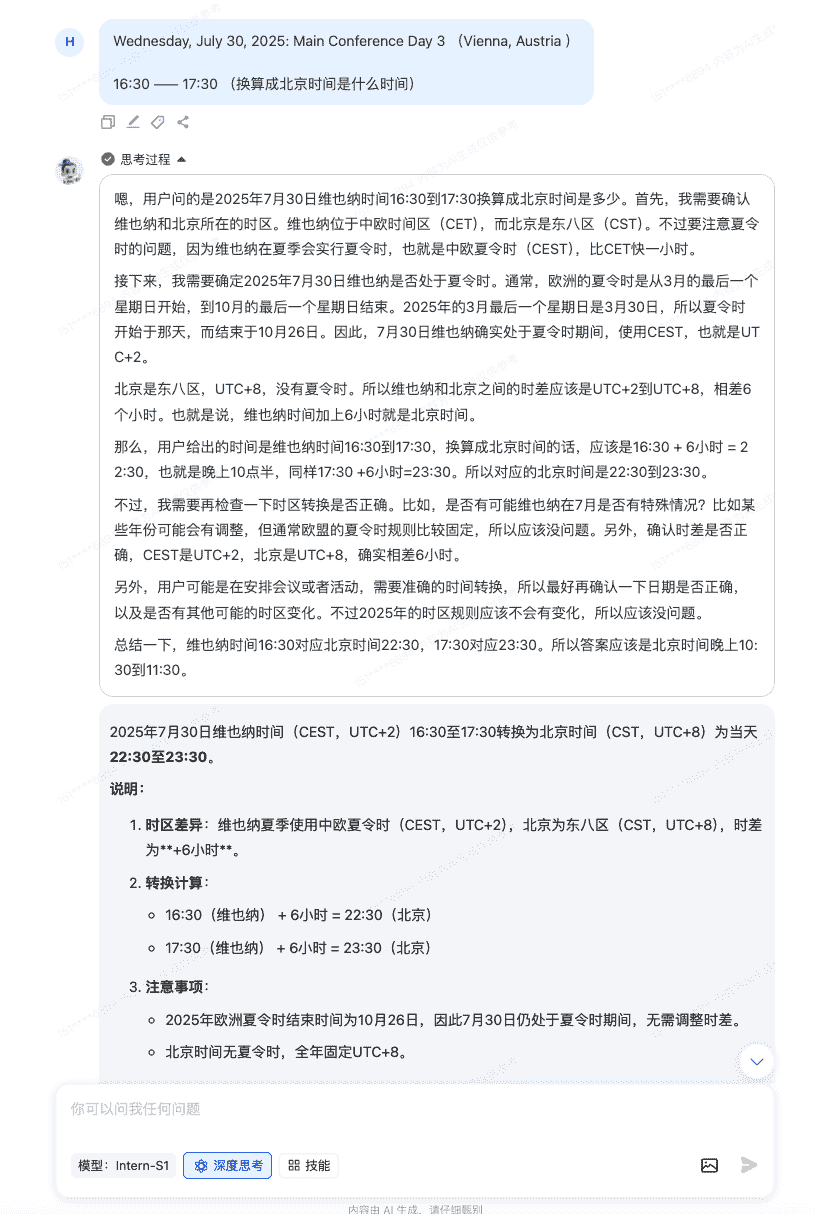 H
Wednesday, July 30, 2025: Main Conference Day 3 （Vienna, Austria ）
16:30 —— 17:30 （换算成北京时间是什么时间）
思考过程
嗯，用户问的是2025年7月30日维也纳时间16:30到17:30换算成北京时间是多少。首先，我需要确认
维也纳和北京所在的时区。维也纳位于中欧时间区（CET），而北京是东八区（CST）。不过要注意夏令
时的问题，因为维也纳在夏季会实行夏令时，也就是中欧夏令时（CEST），比CET快一小时。
接下来，我需要确定2025年7月30日维也纳是否处于夏令时。通常，欧洲的夏令时是从3月的最后一个
星期日开始，到10月的最后一个星期日结束。2025年的3月最后一个星期日是3月30日，所以夏令时
开始于那天，而结束于10月26日。因此，7月30日维也纳确实处于夏令时期间，使用CEST，也就是UT
C+2。
北京是东八区，UTC+8，没有夏令时。所以维也纳和北京之间的时差应该是UTC+2到UTC+8，相差6
个小时。也就是说，维也纳时间加上6小时就是北京时间。
那么，用户给出的时间是维也纳时间16:30到17:30，换算成北京时间的话，应该是16:30 + 6小时 = 2
2:30，也就是晚上10点半，同样17:30 +6小时=23:30。所以对应的北京时间是22:30到23:30。
不过，我需要再检查一下时区转换是否正确。比如，是否有可能维也纳在7月是否有特殊情况？比如某
些年份可能会有调整，但通常欧盟的夏令时规则比较固定，所以应该没问题。另外，确认时差是否正
确，CEST是UTC+2，北京是UTC+8，确实相差6小时。
另外，用户可能是在安排会议或者活动，需要准确的时间转换，所以最好再确认一下日期是否正确，
以及是否有其他可能的时区变化。不过2025年的时区规则应该不会有变化，所以应该没问题。
总结一下，维也纳时间16:30对应北京时间22:30，17:30对应23:30。所以答案应该是北京时间晚上10:
30到11:30。
2025年7月30日维也纳时间（CEST，UTC+2）16:30至17:30转换为北京时间（CST，UTC+8）为当天
22:30至23:30。
说明：
1. 时区差异：维也纳夏季使用中欧夏令时（CEST，UTC+2），北京为东八区（CST，UTC+8），时差
为**+6小时**。
2. 转换计算：
16:30（维也纳） + 6小时 = 22:30（北京）
17:30（维也纳） + 6小时 = 23:30（北京）
3. 注意事项：
2025年欧洲夏令时结束时间为10月26日，因此7月30日仍处于夏令时期间，无需调整时差。
北京时间无夏令时，全年固定UTC+8。
你可以问我任何问题
模型：Intern-S1 深度思考 技能
内容由 AI 生成，请仔细甄别